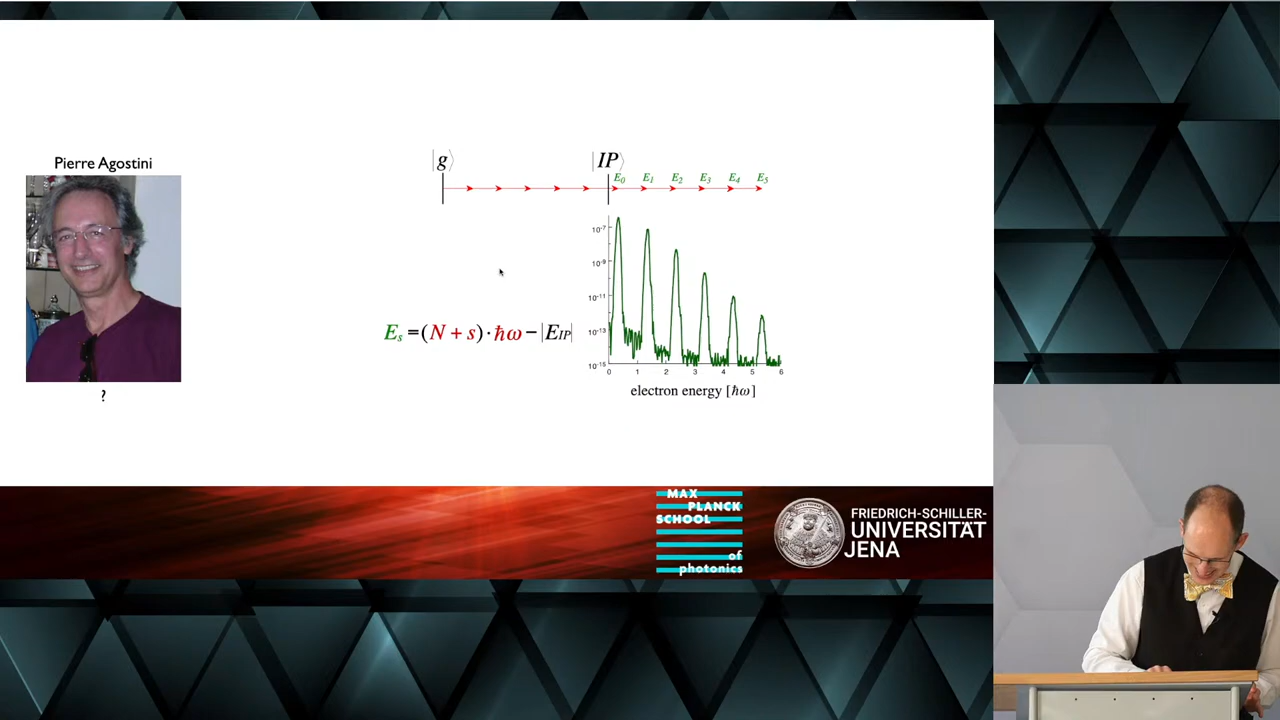 Pierre Agostini
?
|g⟩
|IP⟩
E₀ E₁ E₂ E₃ E₄ E₅
Eₛ =(N + s)·ħω−|E_IP|
10⁻⁷
10⁻⁹
10⁻¹¹
10⁻¹³
10⁻¹⁵
0 1 2 3 4 5 6
electron energy [ħω]
MAX
PLANCK
SCHOOL
of
photonics
FRIEDRICH-SCHILLER-
UNIVERSITÄT
JENA